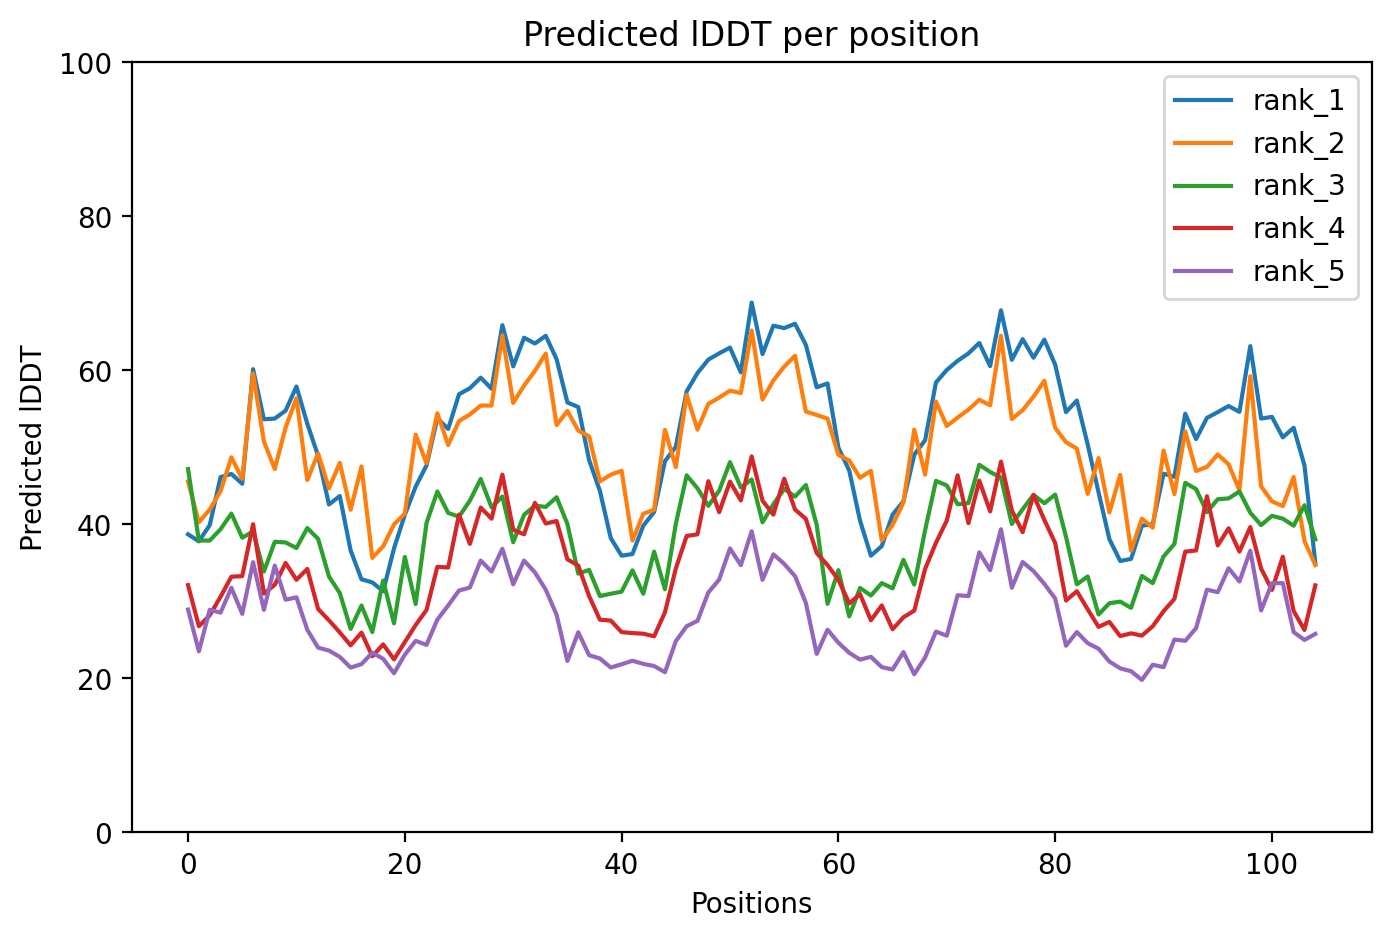 Predicted lDDT per position
100
80
60
40
20
0
Predicted lDDT
rank_1
rank_2
rank_3
rank_4
rank_5
0 20 40 60 80 100
Positions